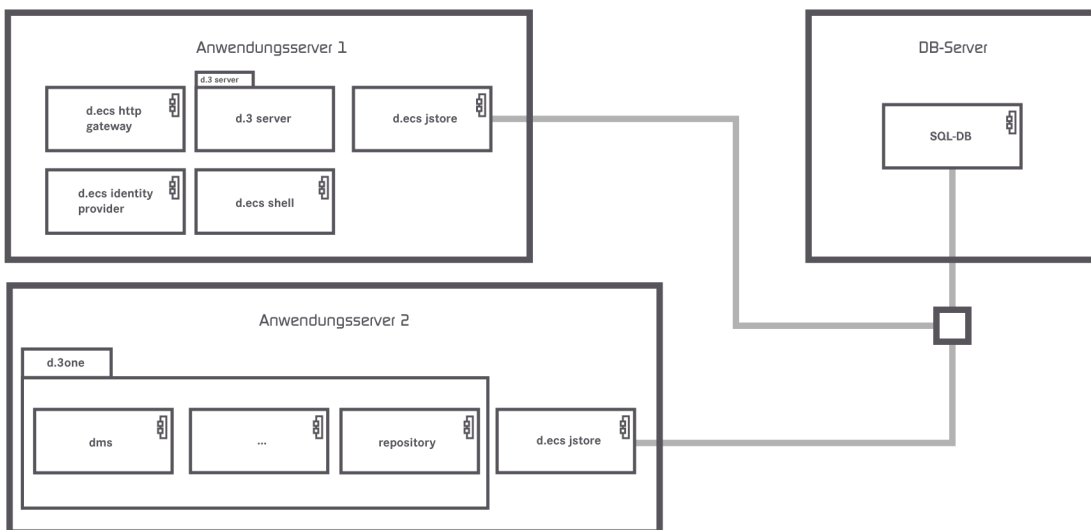 Anwendungsserver 1
d.3 server
d.ecs http
gateway
d.3 server
d.ecs jstore
d.ecs identity
provider
d.ecs shell
DB-Server
SQL-DB
Anwendungsserver 2
d.3one
dms
...
repository
d.ecs jstore